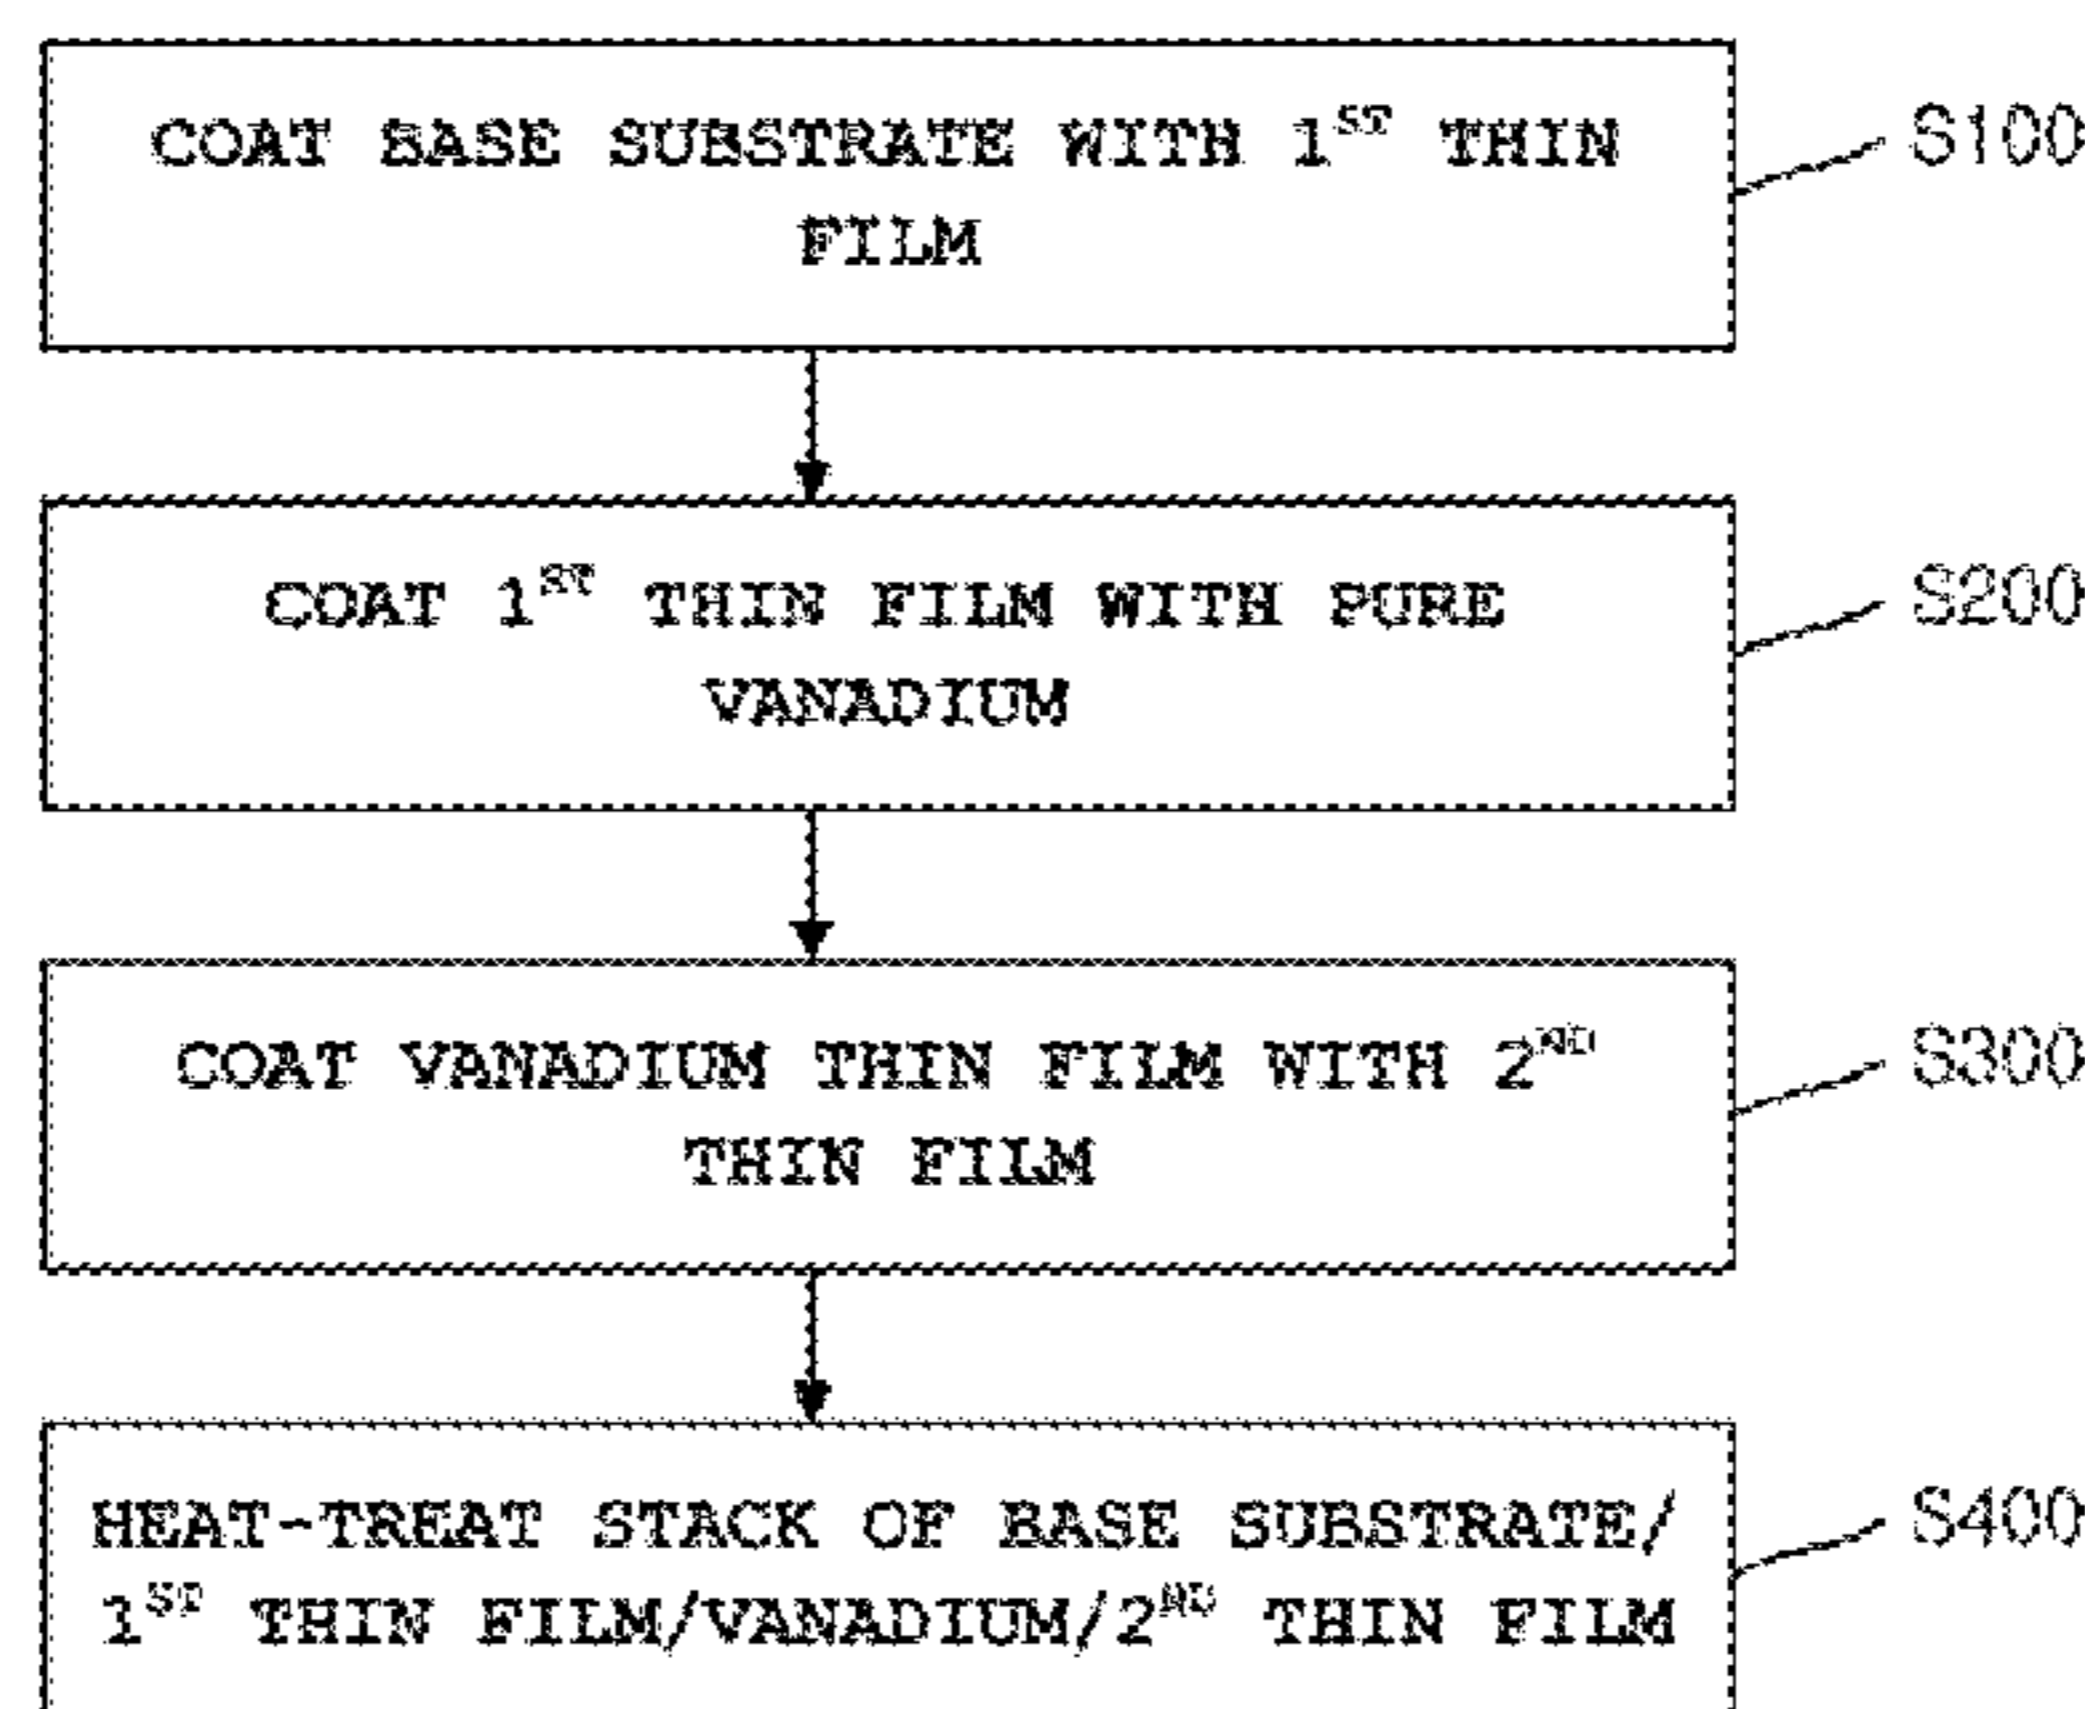 COAT BASE SUBSTRATE WITH 1ST THIN
FILM
S100
COAT 1ST THIN FILM WITH PURE
VANADIUM
S200
COAT VANADIUM THIN FILM WITH 2ND
THIN FILM
S300
HEAT-TREAT STACK OF BASE SUBSTRATE/
1ST THIN FILM/VANADIUM/2ND THIN FILM
S400